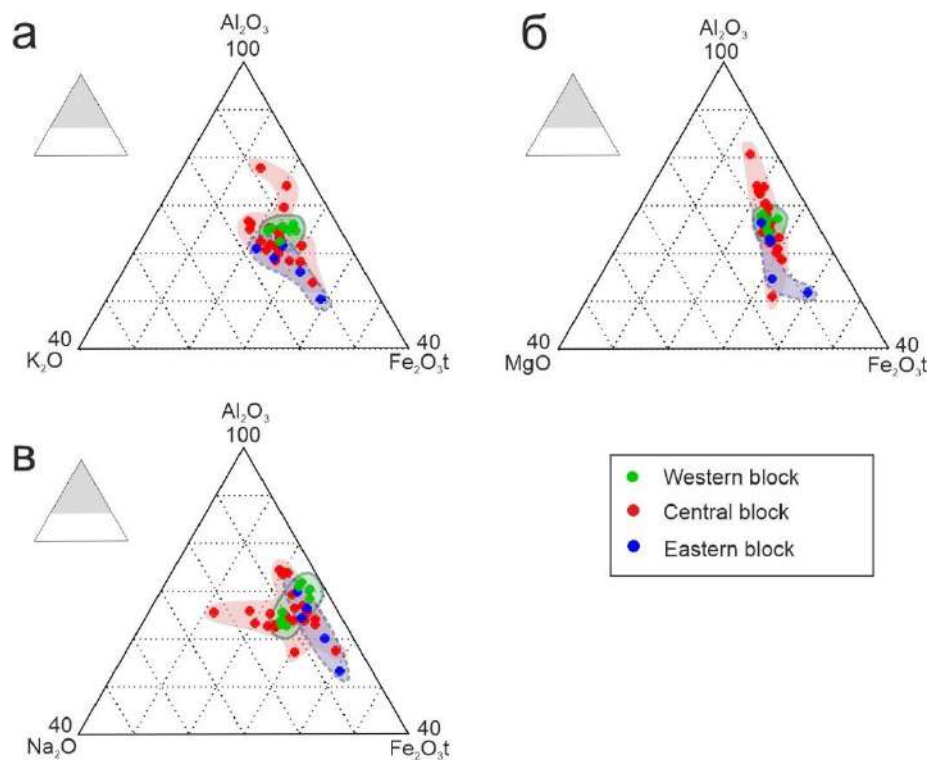 а
Al₂O₃
100
40
K₂O
40
Fe₂O₃t
б
Al₂O₃
100
40
MgO
40
Fe₂O₃t
в
Al₂O₃
100
40
Na₂O
40
Fe₂O₃t
Western block
Central block
Eastern block